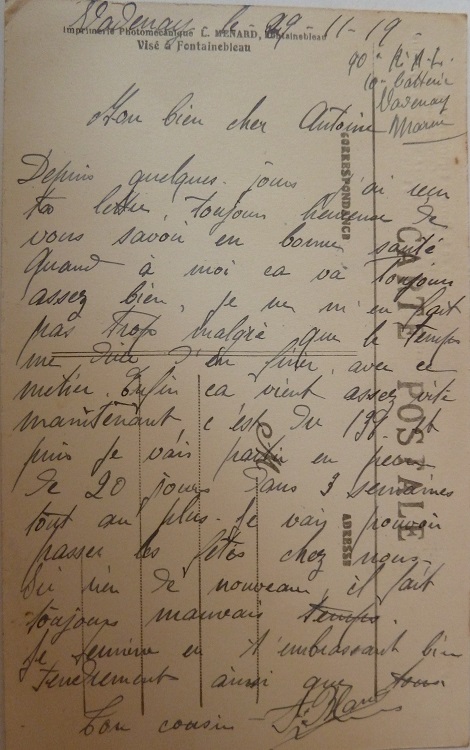 Vadenay, le 29-11-19-
Imprimerie Photomécanique L. MENARD, Fontainebleau
Visé à Fontainebleau
90e R. A. L.
10e batterie
Vadenay
Marne
Mon bien cher Antoine
CORRESPONDANCE
CARTE POSTALE
ADRESSE
M
Depuis quelques jours j'ai reçu
ta lettre, toujours heureuse de
vous savoir en bonne santé
Quand à moi ca va toujours
assez bien, je ne m'en fait
pas trop malgré que le temps
me dure d'en finir avec ce
métier. Enfin ca vient assez vite
maintenant, c'est du 139 et
puis je vais partir en perm
de 20 jours dans 3 semaines
tout au plus. Je vais pouvoir
passer les fêtes chez nous.
Ici rien de nouveau, il fait
toujours mauvais temps.
Je termine en t'embrassant bien
tendrement ainsi que tous
Ton cousin